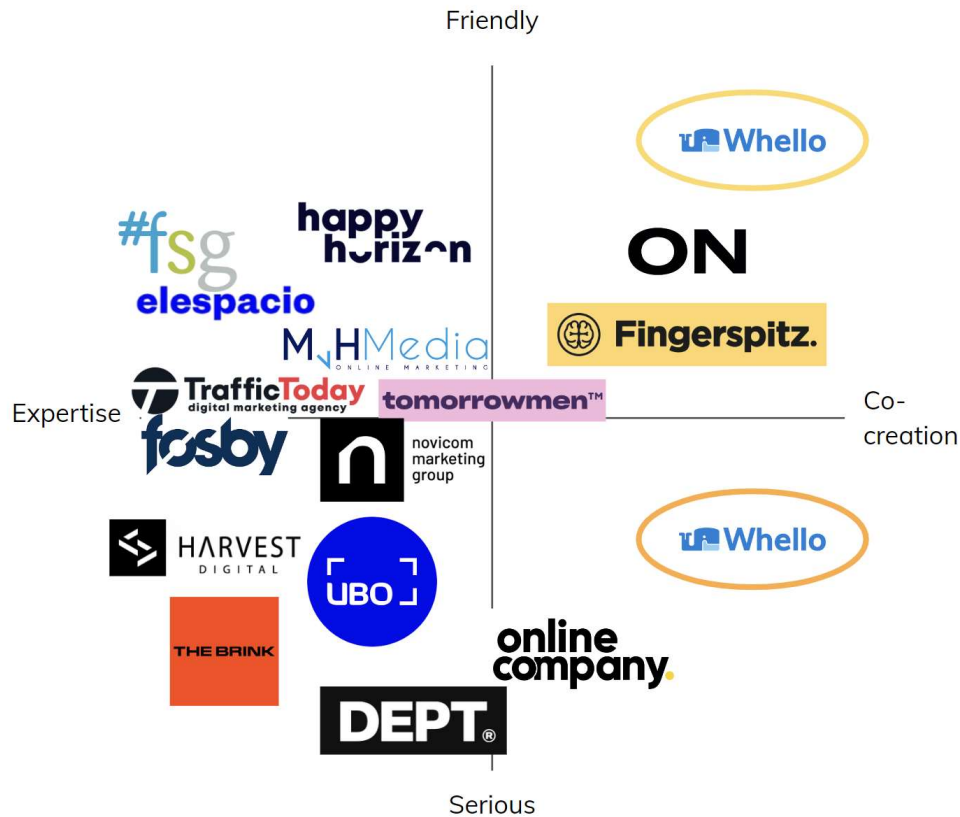 Friendly
Whello
#fsg
happy
horizon
ON
elespacio
Fingerspitz.
MvHMedia
ONLINE MARKETING
TrafficToday
digital marketing agency
tomorrowmen™
Expertise
Co-
creation
fosby
n
novicom
marketing
group
HARVEST
DIGITAL
Whello
UBO
THE BRINK
online
company.
DEPT®
Serious